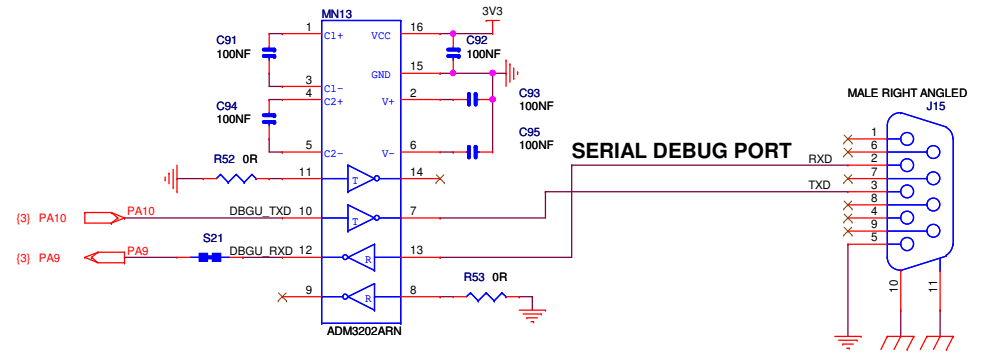 MN13
3V3
1
C1+
VCC
16
C91
100NF
C92
100NF
GND
15
3
C1-
4
C2+
V+
2
C93
100NF
C94
100NF
MALE RIGHT ANGLED
J15
5
C2-
V-
6
C95
100NF
SERIAL DEBUG PORT
R52 0R
11
T
14
RXD
TXD
1
6
2
7
3
8
4
9
5
{3} PA10
PA10
DBGU_TXD
10
T
7
S21
{3} PA9
PA9
DBGU_RXD
12
R
13
9
R
8
R53 0R
10
11
ADM3202ARN